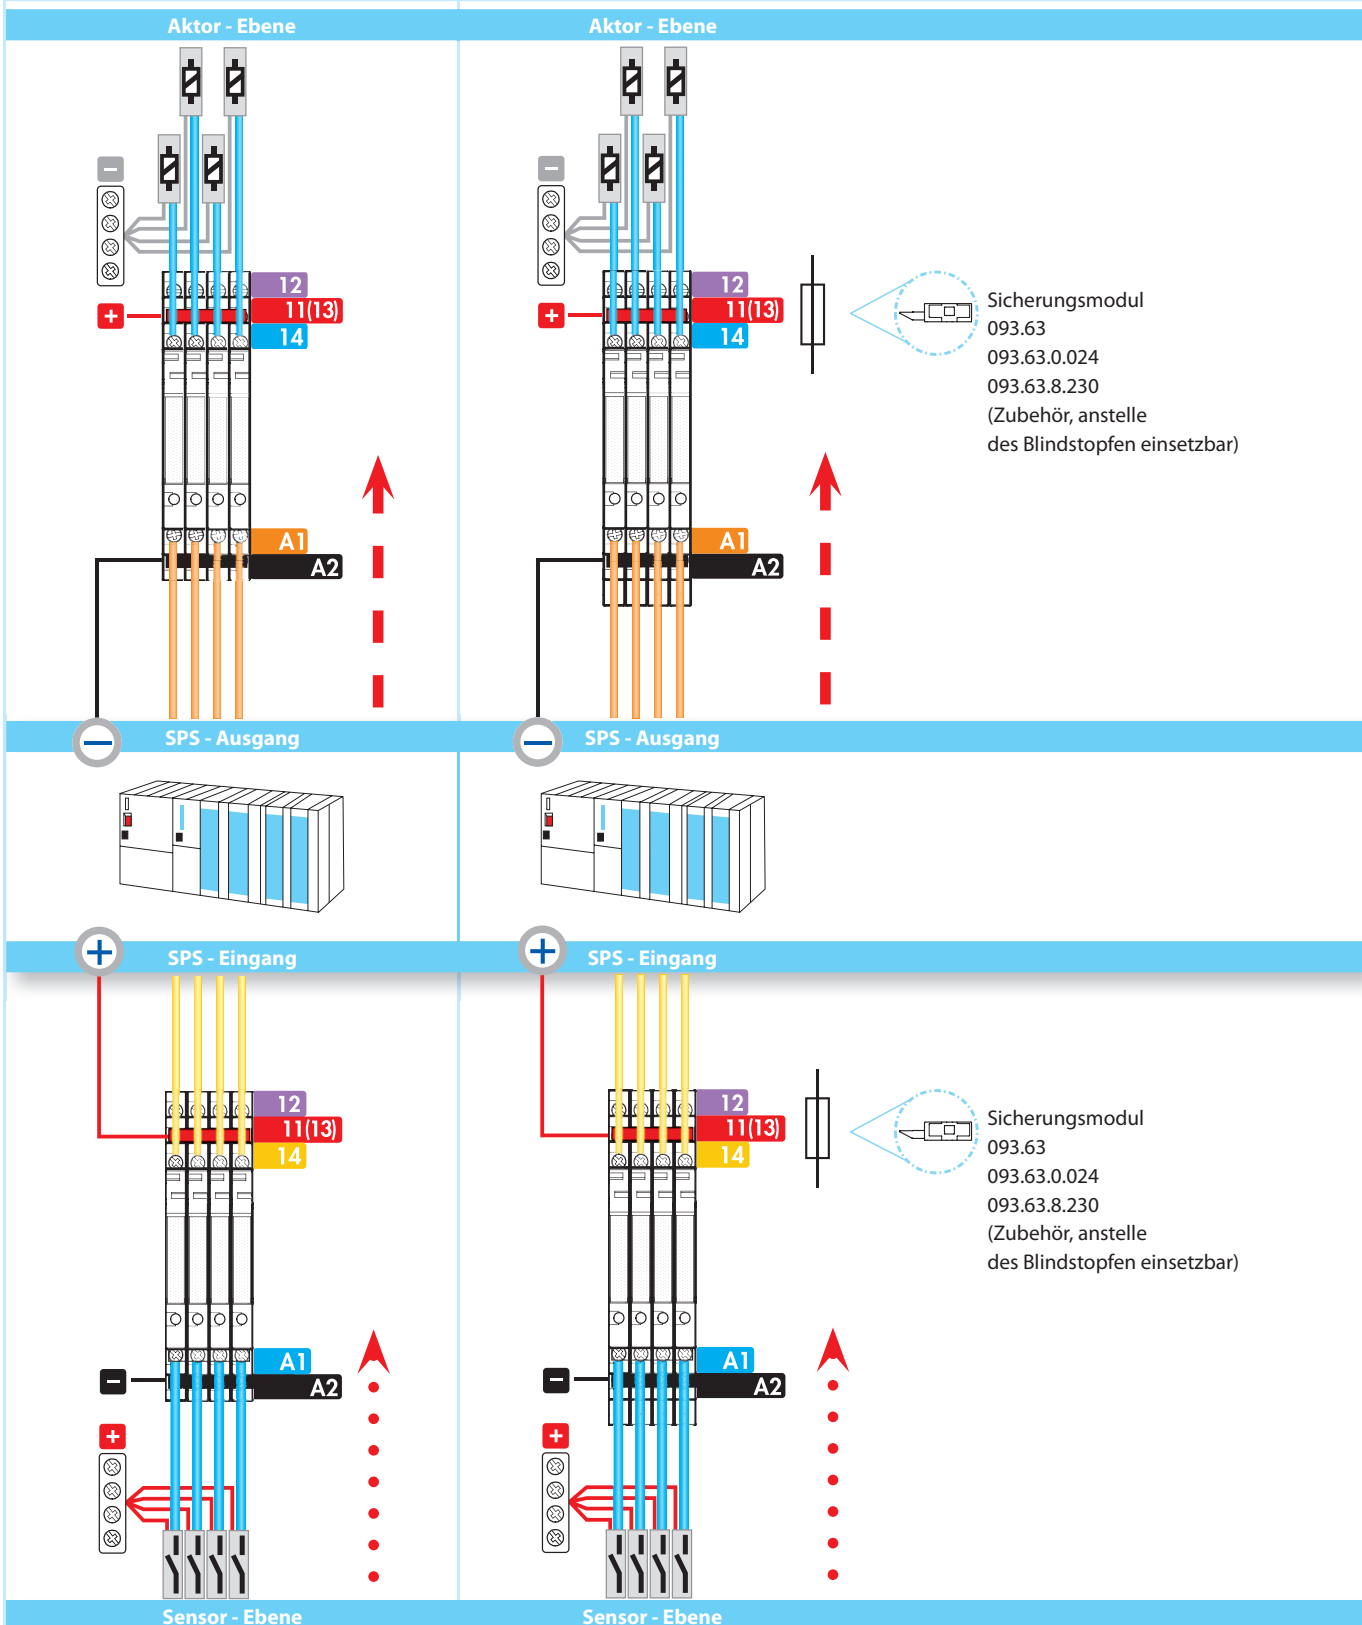 Aktor - Ebene
Aktor - Ebene
−
12
+
11(13)
14
A1
A2
−
12
+
11(13)
14
A1
A2
Sicherungsmodul
093.63
093.63.0.024
093.63.8.230
(Zubehör, anstelle
des Blindstopfen einsetzbar)
−
SPS - Ausgang
−
SPS - Ausgang
+
SPS - Eingang
+
SPS - Eingang
12
11(13)
14
A1
−
A2
+
12
11(13)
14
A1
−
A2
+
Sicherungsmodul
093.63
093.63.0.024
093.63.8.230
(Zubehör, anstelle
des Blindstopfen einsetzbar)
Sensor - Ebene
Sensor - Ebene